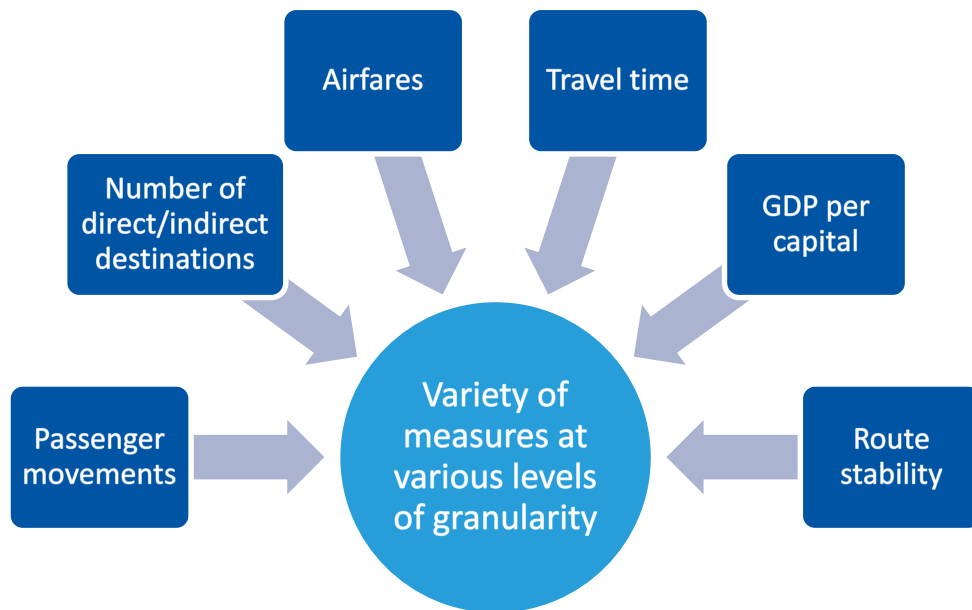 Airfares
Travel time
Number of
direct/indirect
destinations
GDP per
capital
Passenger
movements
Variety of
measures at
various levels
of granularity
Route
stability